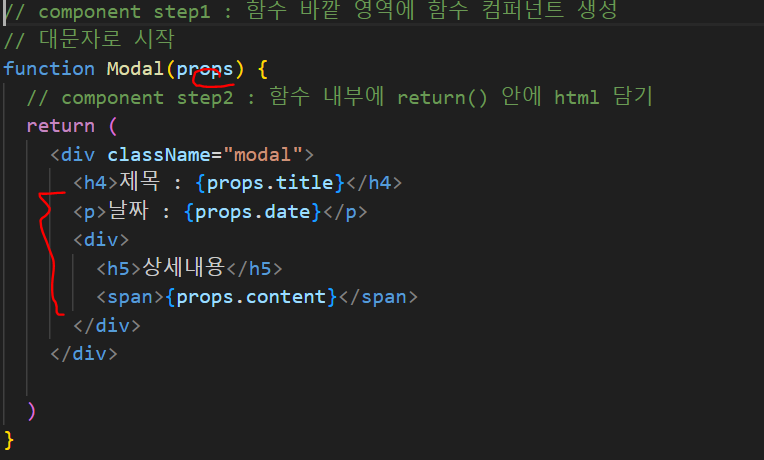 // component step1 : 함수 바깥 영역에 함수 컴퍼넌트 생성
// 대문자로 시작
function Modal(props) {
// component step2 : 함수 내부에 return() 안에 html 담기
return (
<div className="modal">
<h4>제목 : {props.title}</h4>
<p>날짜 : {props.date}</p>
<div>
<h5>상세내용</h5>
<span>{props.content}</span>
</div>
</div>
)
}